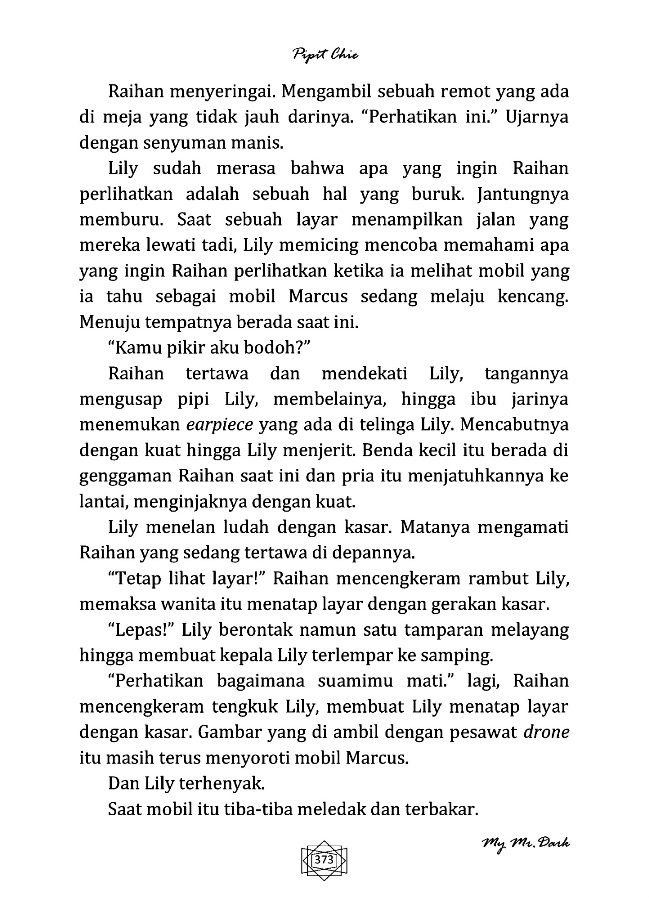 Pipit Chie
Raihan menyeringai. Mengambil sebuah remot yang ada
di meja yang tidak jauh darinya. “Perhatikan ini.” Ujarnya
dengan senyuman manis.
Lily sudah merasa bahwa apa yang ingin Raihan
perlihatkan adalah sebuah hal yang buruk. Jantungnya
memburu. Saat sebuah layar menampilkan jalan yang
mereka lewati tadi, Lily memicing mencoba memahami apa
yang ingin Raihan perlihatkan ketika ia melihat mobil yang
ia tahu sebagai mobil Marcus sedang melaju kencang.
Menuju tempatnya berada saat ini.
“Kamu pikir aku bodoh?”
Raihan tertawa dan mendekati Lily, tangannya
mengusap pipi Lily, membelainya, hingga ibu jarinya
menemukan earpiece yang ada di telinga Lily. Mencabutnya
dengan kuat hingga Lily menjerit. Benda kecil itu berada di
genggaman Raihan saat ini dan pria itu menjatuhkannya ke
lantai, menginjaknya dengan kuat.
Lily menelan ludah dengan kasar. Matanya mengamati
Raihan yang sedang tertawa di depannya.
“Tetap lihat layar!” Raihan mencengkeram rambut Lily,
memaksa wanita itu menatap layar dengan gerakan kasar.
“Lepas!” Lily berontak namun satu tamparan melayang
hingga membuat kepala Lily terlempar ke samping.
“Perhatikan bagaimana suamimu mati.” lagi, Raihan
mencengkeram tengkuk Lily, membuat Lily menatap layar
dengan kasar. Gambar yang di ambil dengan pesawat drone
itu masih terus menyoroti mobil Marcus.
Dan Lily terhenyak.
Saat mobil itu tiba-tiba meledak dan terbakar.
My Mr. Dark
373